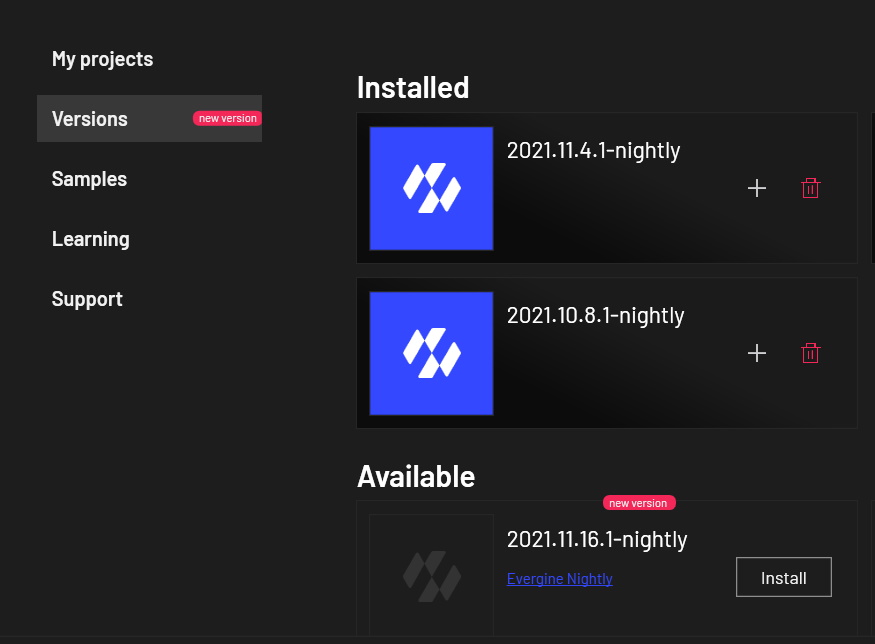 My projects
Versions new version
Samples
Learning
Support
Installed
2021.11.4.1-nightly
2021.10.8.1-nightly
Available
new version
2021.11.16.1-nightly
Evergine Nightly
Install